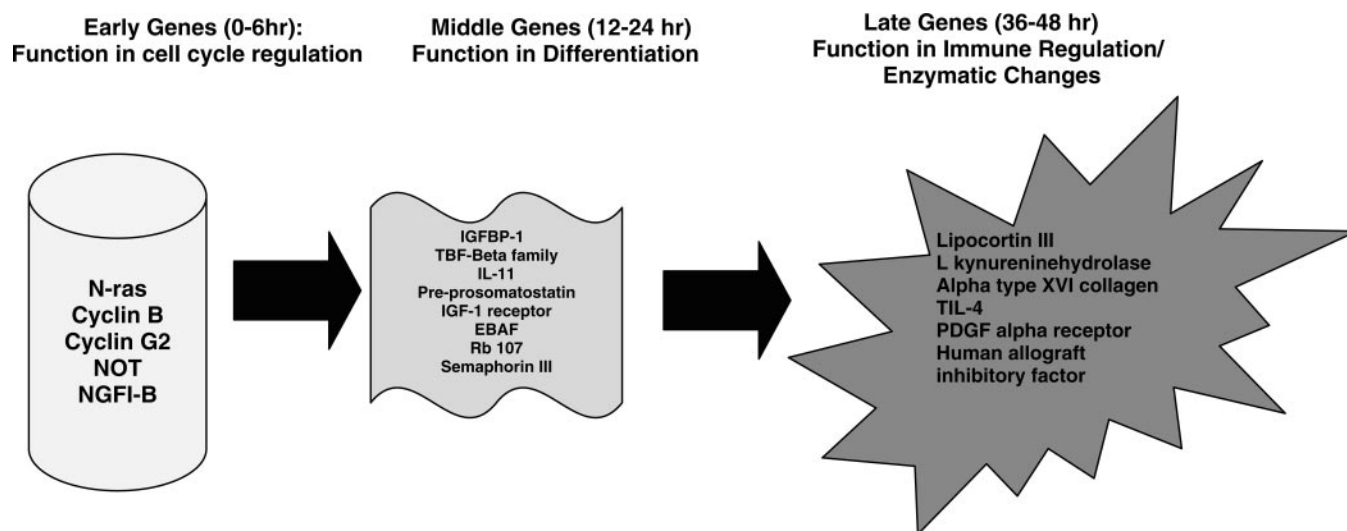 Early Genes (0-6hr):
Function in cell cycle regulation
Middle Genes (12-24 hr)
Function in Differentiation
Late Genes (36-48 hr)
Function in Immune Regulation/
Enzymatic Changes
N-ras
Cyclin B
Cyclin G2
NOT
NGFI-B
IGFBP-1
TBF-Beta family
IL-11
Pre-prosomatostatin
IGF-1 receptor
EBAF
Rb 107
Semaphorin III
Lipocortin III
L kynureninehydrolase
Alpha type XVI collagen
TIL-4
PDGF alpha receptor
Human allograft
inhibitory factor